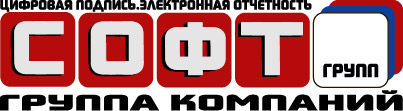 ЦИФРОВАЯ ПОДПИСЬ.ЭЛЕКТРОННАЯ ОТЧЕТНОСТЬ
СОФТ
ГРУПП
ГРУППА КОМПАНИЙ